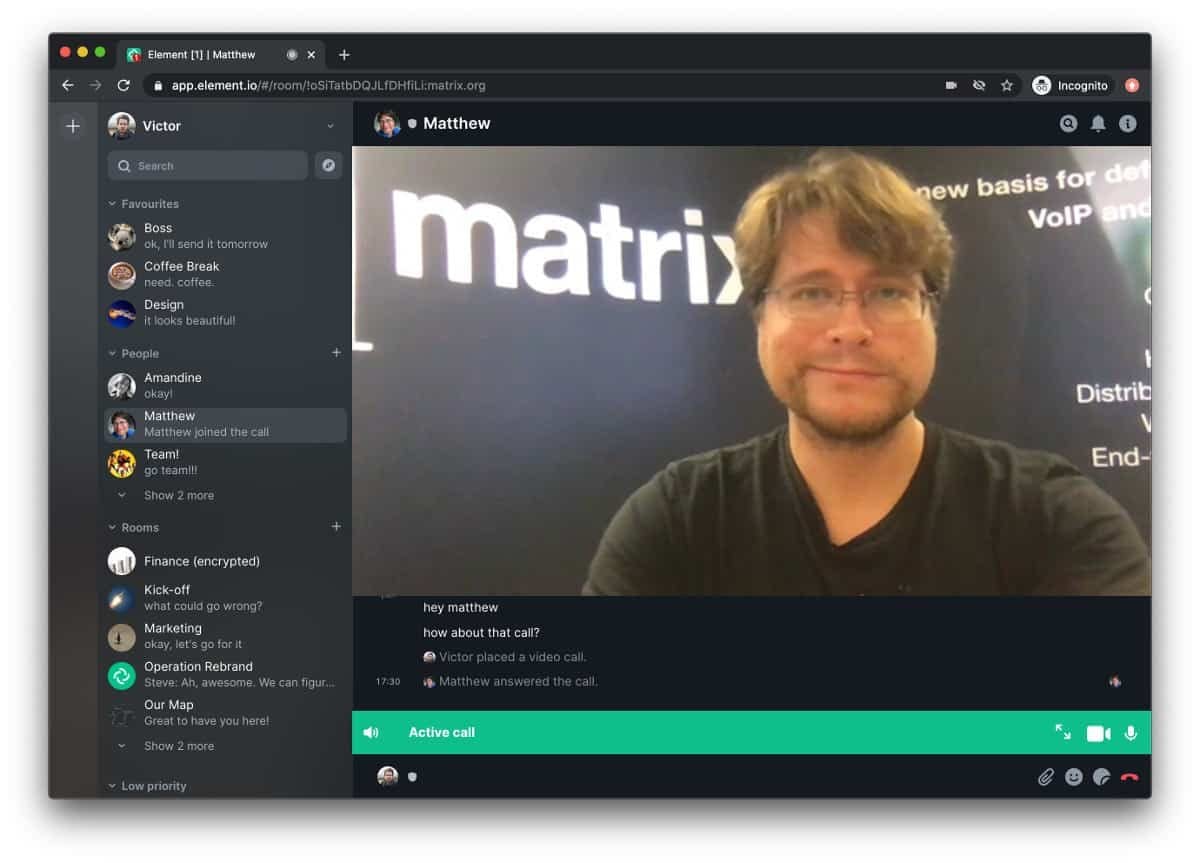 Element [1] | Matthew
app.element.io/#/room/!oSiTatbDQJLfDHfiLi:matrix.org
Incognito
Victor
Search
Favourites
Boss
ok, I'll send it tomorrow
Coffee Break
need. coffee.
Design
it looks beautiful!
People
Amandine
okay!
Matthew
Matthew joined the call
Team!
go team!!!
Show 2 more
Rooms
Finance (encrypted)
Kick-off
what could go wrong?
Marketing
okay, let's go for it
Operation Rebrand
Steve: Ah, awesome. We can figur...
Our Map
Great to have you here!
Show 2 more
Low priority
Matthew
matrix
new basis for de
VoIP and
Distrib
End-
hey matthew
how about that call?
Victor placed a video call.
17:30 Matthew answered the call.
Active call